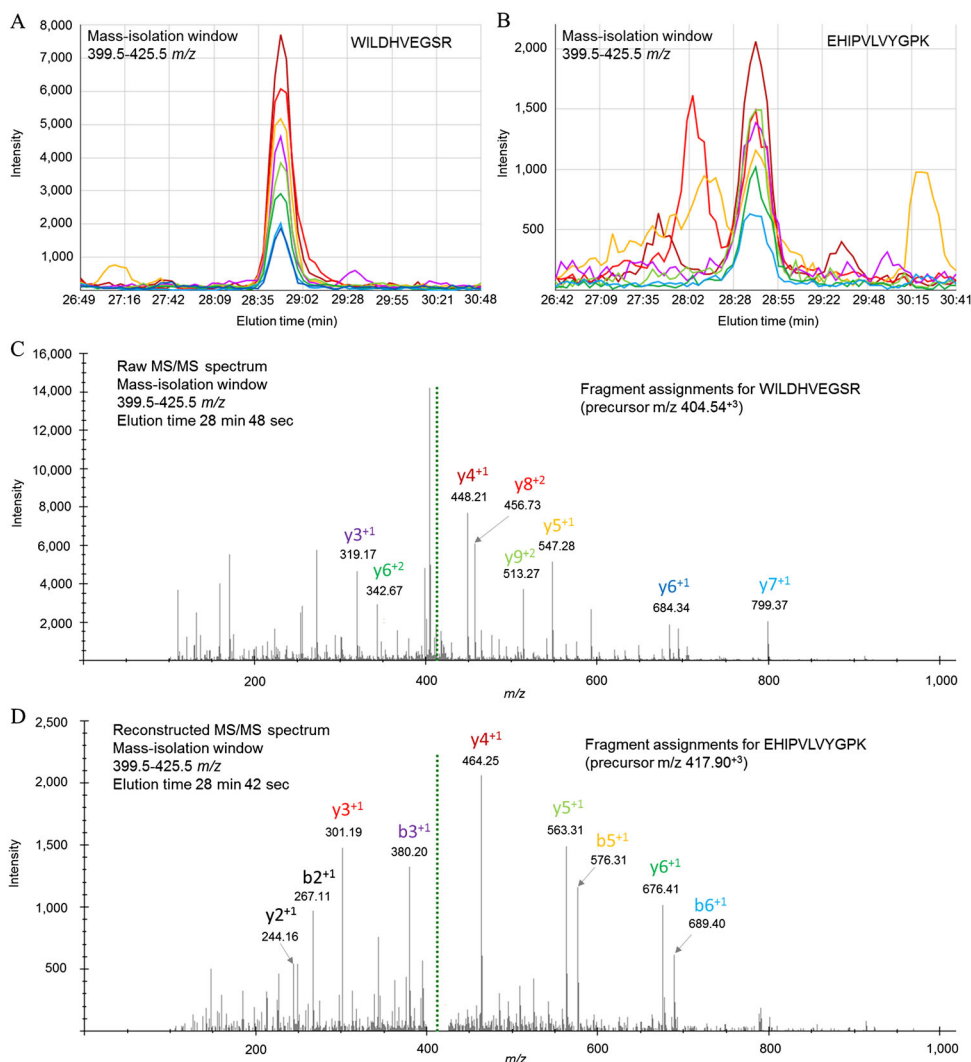 A
8,000
7,000
6,000
5,000
4,000
3,000
2,000
1,000
Intensity
Mass-isolation window
399.5-425.5 m/z
WILDHVEGSR
26:49 27:16 27:42 28:09 28:35 29:02 29:28 29:55 30:21 30:48
Elution time (min)
B
2,000
1,500
1,000
500
Intensity
Mass-isolation window
399.5-425.5 m/z
EHIPVLVYGPK
26:42 27:09 27:35 28:02 28:28 28:55 29:22 29:48 30:15 30:41
Elution time (min)
C
16,000
14,000
12,000
10,000
8,000
6,000
4,000
2,000
Intensity
Raw MS/MS spectrum
Mass-isolation window
399.5-425.5 m/z
Elution time 28 min 48 sec
Fragment assignments for WILDHVEGSR
(precursor m/z 404.54+3)
y3+1
319.17
y6+2
342.67
y4+1
448.21
y8+2
456.73
y9+2
513.27
y5+1
547.28
y6+1
684.34
y7+1
799.37
200 400 600 800 1,000
m/z
D
2,500
2,000
1,500
1,000
500
Intensity
Reconstructed MS/MS spectrum
Mass-isolation window
399.5-425.5 m/z
Elution time 28 min 42 sec
Fragment assignments for EHIPVLVYGPK
(precursor m/z 417.90+3)
y2+1
244.16
b2+1
267.11
y3+1
301.19
b3+1
380.20
y4+1
464.25
y5+1
563.31
b5+1
576.31
y6+1
676.41
b6+1
689.40
200 400 600 800 1,000
m/z